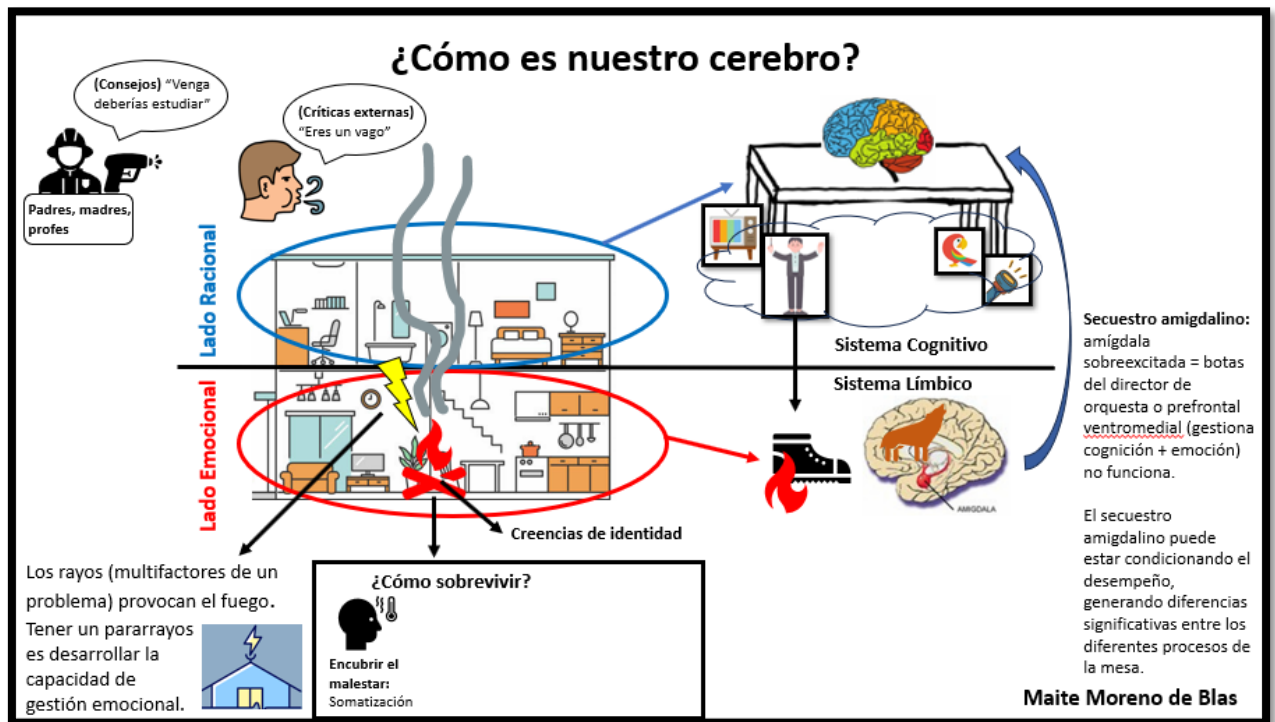 ¿Cómo es nuestro cerebro?
(Consejos) “Venga
deberías estudiar”
(Críticas externas)
“Eres un vago”
Padres, madres,
profes
Lado Racional
Lado Emocional
Sistema Cognitivo
Sistema Límbico
AMIGDALA
Secuestro amigdalino:
amígdala
sobreexcitada = botas
del director de
orquesta o prefrontal
ventromedial (gestiona
cognición + emoción)
no funciona.
El secuestro
amigdalino puede
estar condicionando el
desempeño,
generando diferencias
significativas entre los
diferentes procesos de
la mesa.
Creencias de identidad
Los rayos (multifactores de un
problema) provocan el fuego.
Tener un pararrayos
es desarrollar la
capacidad de
gestión emocional.
¿Cómo sobrevivir?
Encubrir el
malestar:
Somatización
Maite Moreno de Blas